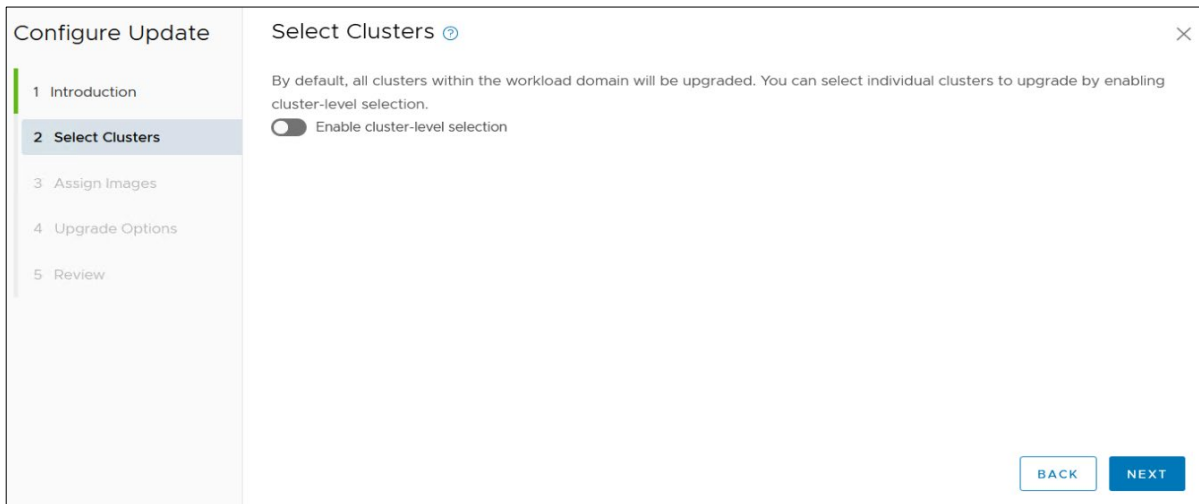 Configure Update
1 Introduction
2 Select Clusters
3 Assign Images
4 Upgrade Options
5 Review
Select Clusters
By default, all clusters within the workload domain will be upgraded. You can select individual clusters to upgrade by enabling
cluster-level selection.
Enable cluster-level selection
BACK
NEXT